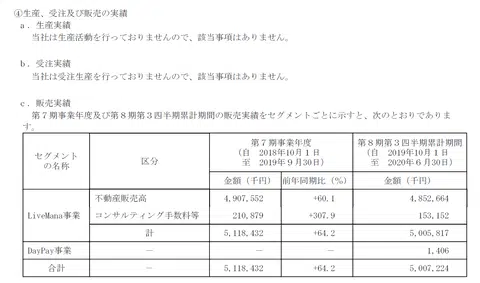 ④生産、受注及び販売の実績
a．生産実績
当社は生産活動を行っておりませんので、該当事項はありません。
b．受注実績
当社は受注生産を行っておりませんので、該当事項はありません。
c．販売実績
第７期事業年度及び第８期第３四半期累計期間の販売実績をセグメントごとに示すと、次のとおりでありま
す。
セグメントの名称 区分 第７期事業年度 （自 2018年10月１日 至 2019年９月30日） 第８期第３四半期累計期間 （自 2019年10月１日 至 2020年６月30日）
金額（千円） 前年同期比（％） 金額（千円）
LiveMana事業 不動産販売高 4,907,552 +60.1 4,852,664
コンサルティング手数料等 210,879 +307.9 153,152
計 5,118,432 +64.2 5,005,817
DayPay事業 － － － 1,406
合計 － 5,118,432 +64.2 5,007,224